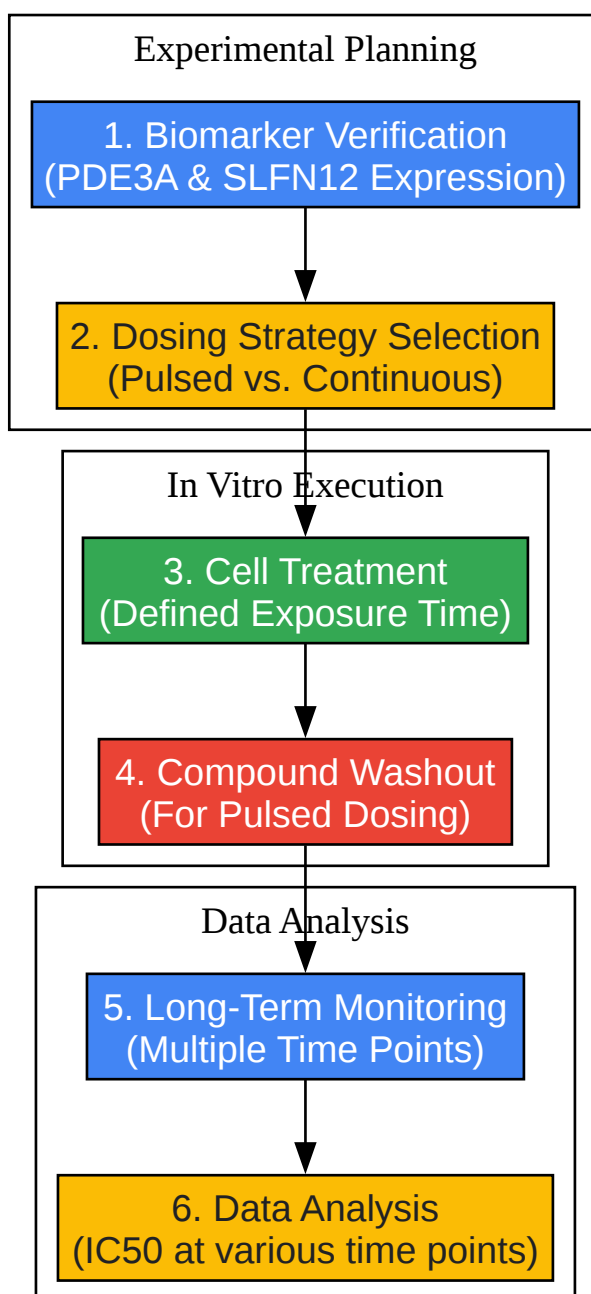 Experimental Planning
1. Biomarker Verification
(PDE3A & SLFN12 Expression)
2. Dosing Strategy Selection
(Pulsed vs. Continuous)
In Vitro Execution
3. Cell Treatment
(Defined Exposure Time)
4. Compound Washout
(For Pulsed Dosing)
Data Analysis
5. Long-Term Monitoring
(Multiple Time Points)
6. Data Analysis
(IC50 at various time points)